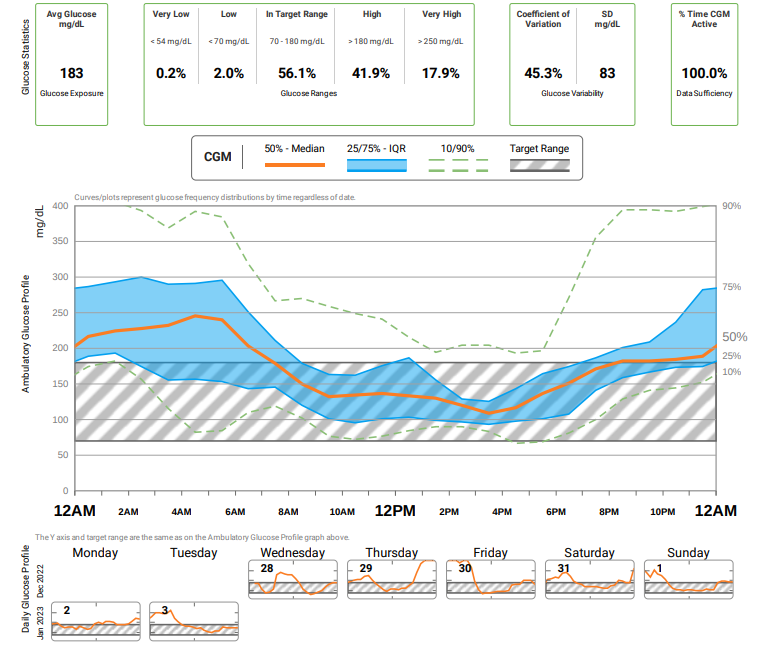 Glucose Statistics
Avg Glucose
mg/dL
183
Glucose Exposure
Very Low Low In Target Range High Very High
< 54 mg/dL < 70 mg/dL 70 - 180 mg/dL > 180 mg/dL > 250 mg/dL
0.2% 2.0% 56.1% 41.9% 17.9%
Glucose Ranges
Coefficient of
Variation
SD
mg/dL
45.3% 83
Glucose Variability
% Time CGM
Active
100.0%
Data Sufficiency
CGM
50% - Median 25/75% - IQR 10/90% Target Range
Curves/plots represent glucose frequency distributions by time regardless of date.
Ambulatory Glucose Profile
mg/dL
400
350
300
250
200
150
100
50
0
90%
75%
50%
25%
10%
12AM 2AM 4AM 6AM 8AM 10AM 12PM 2PM 4PM 6PM 8PM 10PM 12AM
The Y axis and target range are the same as on the Ambulatory Glucose Profile graph above.
Daily Glucose Profile
Monday Tuesday Wednesday Thursday Friday Saturday Sunday
Dec 2022
28 29 30 31 1
Jan 2023
2 3